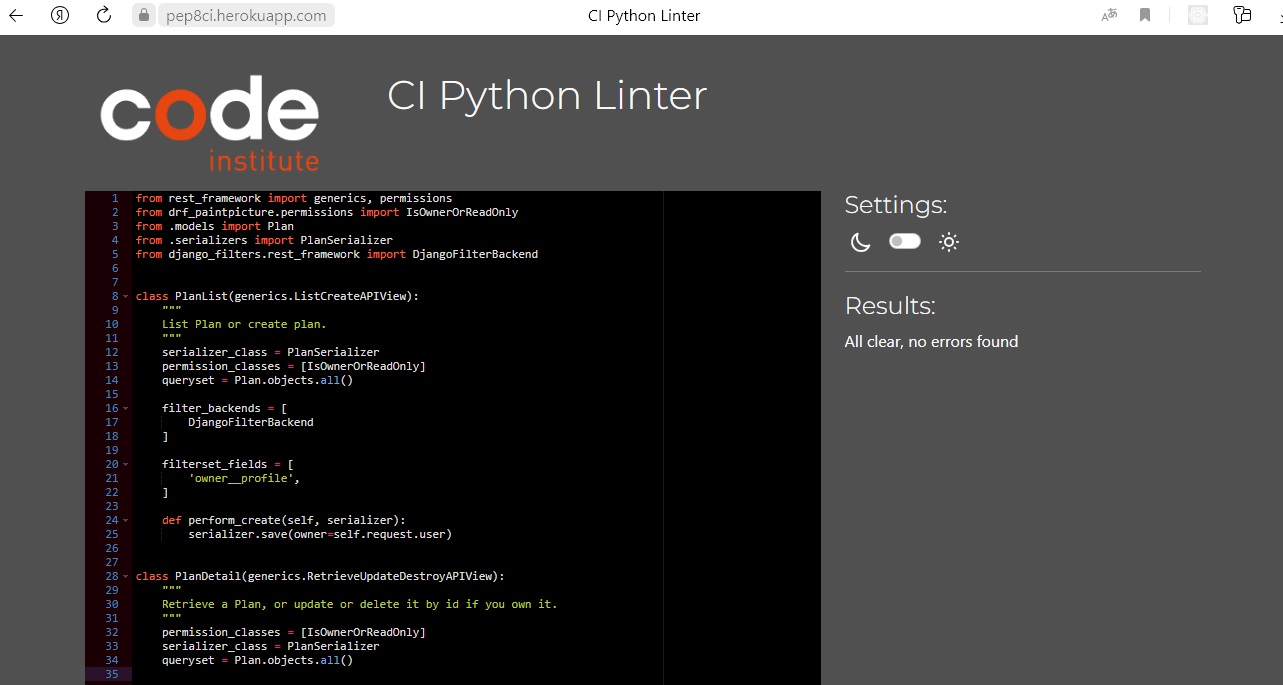 pep8ci.herokuapp.com
CI Python Linter
code
institute
CI Python Linter
1 from rest_framework import generics, permissions
2 from drf_paintpicture.permissions import IsOwnerOrReadOnly
3 from .models import Plan
4 from .serializers import PlanSerializer
5 from django_filters.rest_framework import DjangoFilterBackend
6
7
8 class PlanList(generics.ListCreateAPIView):
9     """
10     List Plan or create plan.
11     """
12     serializer_class = PlanSerializer
13     permission_classes = [IsOwnerOrReadOnly]
14     queryset = Plan.objects.all()
15
16     filter_backends = [
17         DjangoFilterBackend
18     ]
19
20     filterset_fields = [
21         'owner__profile',
22     ]
23
24     def perform_create(self, serializer):
25         serializer.save(owner=self.request.user)
26
27
28 class PlanDetail(generics.RetrieveUpdateDestroyAPIView):
29     """
30     Retrieve a Plan, or update or delete it by id if you own it.
31     """
32     permission_classes = [IsOwnerOrReadOnly]
33     serializer_class = PlanSerializer
34     queryset = Plan.objects.all()
35
Settings:
Results:
All clear, no errors found